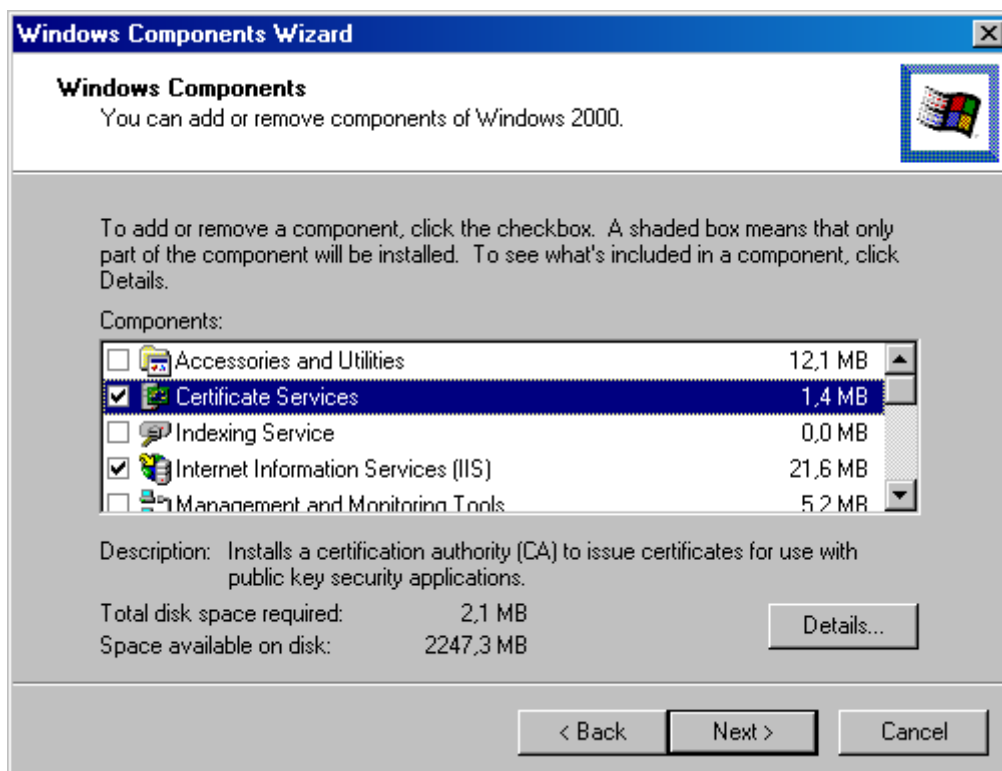 Windows Components Wizard
Windows Components
You can add or remove components of Windows 2000.
To add or remove a component, click the checkbox. A shaded box means that only
part of the component will be installed. To see what's included in a component, click
Details.
Components:
Accessories and Utilities 12,1 MB
Certificate Services 1,4 MB
Indexing Service 0,0 MB
Internet Information Services (IIS) 21,6 MB
Management and Monitoring Tools 5,2 MB
Description: Installs a certification authority (CA) to issue certificates for use with
public key security applications.
Total disk space required: 2,1 MB
Space available on disk: 2247,3 MB
Details...
< Back Next > Cancel